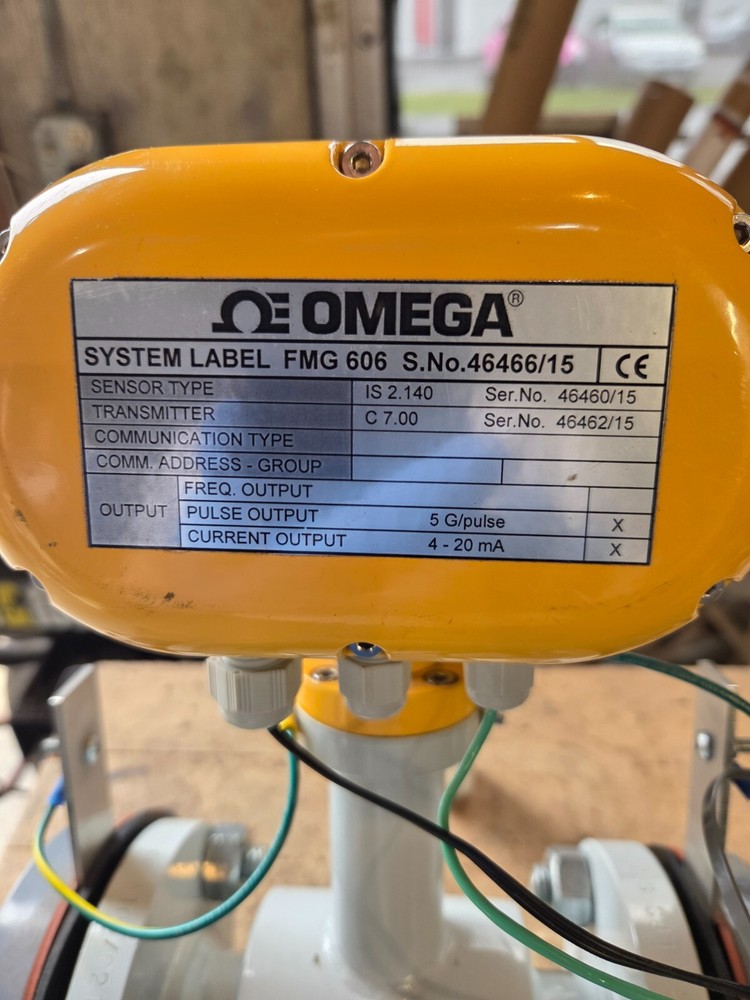 OMEGA®
SYSTEM LABEL FMG 606 S.No.46466/15 CE
SENSOR TYPE IS 2.140 Ser.No. 46460/15
TRANSMITTER C 7.00 Ser.No. 46462/15
COMMUNICATION TYPE
COMM. ADDRESS - GROUP
OUTPUT
FREQ. OUTPUT
PULSE OUTPUT 5 G/pulse X
CURRENT OUTPUT 4 - 20 mA X